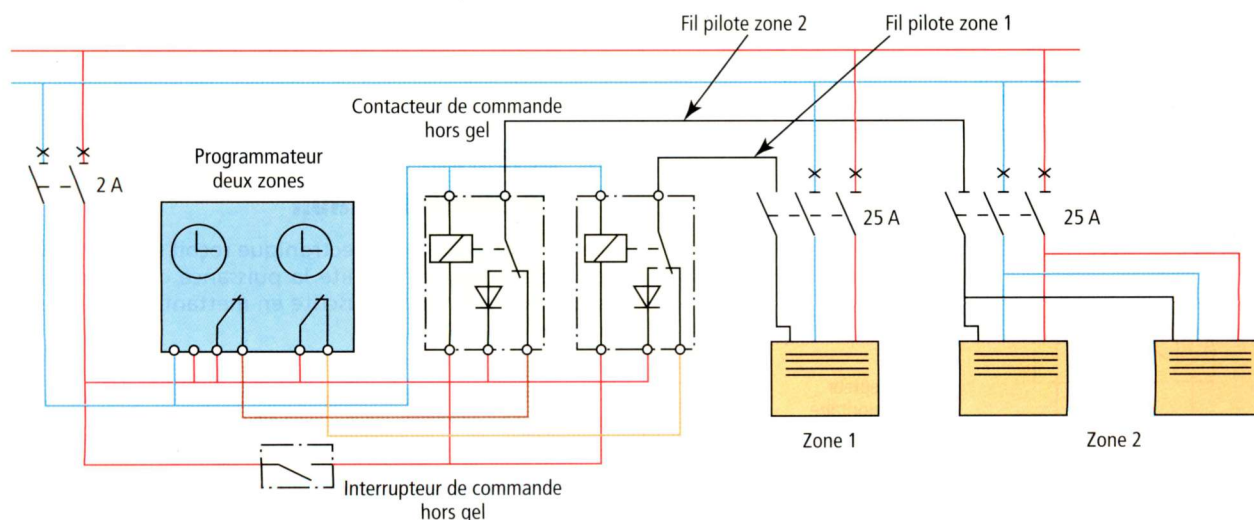 Fil pilote zone 2
Fil pilote zone 1
Contacteur de commande
hors gel
Programmateur
deux zones
2 A
25 A
25 A
Zone 1
Zone 2
Interrupteur de commande
hors gel